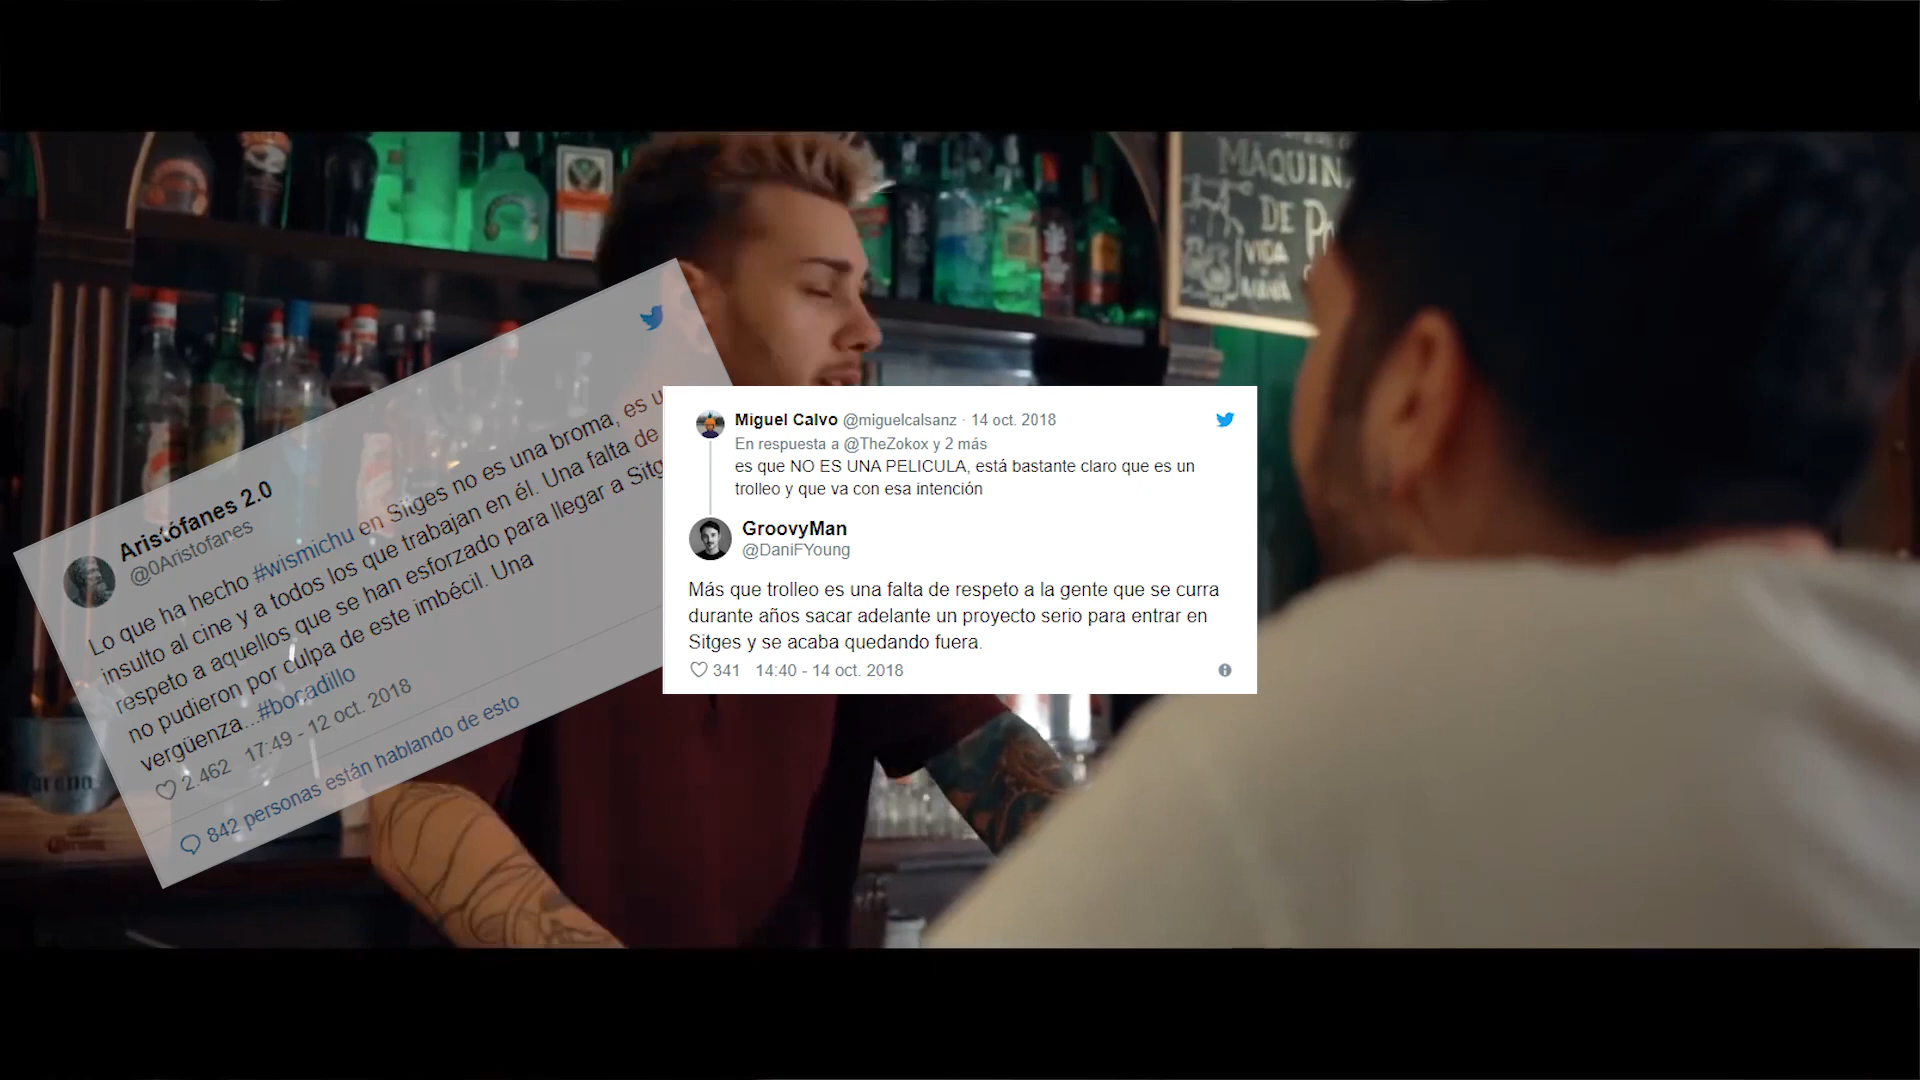 MAQUIN
DE PO
VIDA
Aristófanes 2.0
@0Aristofanes
Lo que ha hecho #wismichu en Sitges no es una broma, es u
insulto al cine y a todos los que trabajan en él. Una falta de
respeto a aquellos que se han esforzado para llegar a Sitg
no pudieron por culpa de este imbécil. Una
vergüenza...#bocadillo
2.462 17:49 - 12 oct. 2018
842 personas están hablando de esto
Miguel Calvo @miguelcalsanz · 14 oct. 2018
En respuesta a @TheZokox y 2 más
es que NO ES UNA PELICULA, está bastante claro que es un
trolleo y que va con esa intención
GroovyMan
@DaniFYoung
Más que trolleo es una falta de respeto a la gente que se curra
durante años sacar adelante un proyecto serio para entrar en
Sitges y se acaba quedando fuera.
341 14:40 - 14 oct. 2018